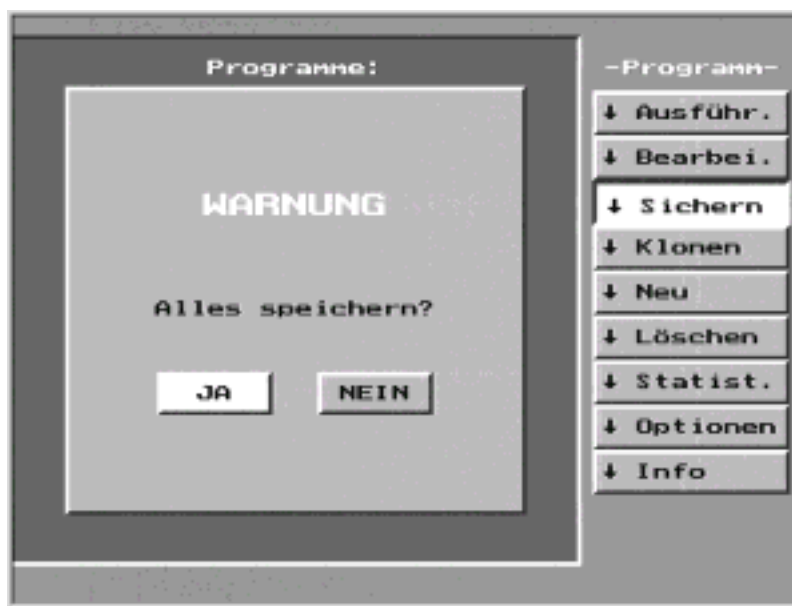 Programme:
WARNUNG
Alles speichern?
JA
NEIN
-Programm-
↓ Ausführ.
↓ Bearbei.
↓ Sichern
↓ Klonen
↓ Neu
↓ Löschen
↓ Statist.
↓ Optionen
↓ Info